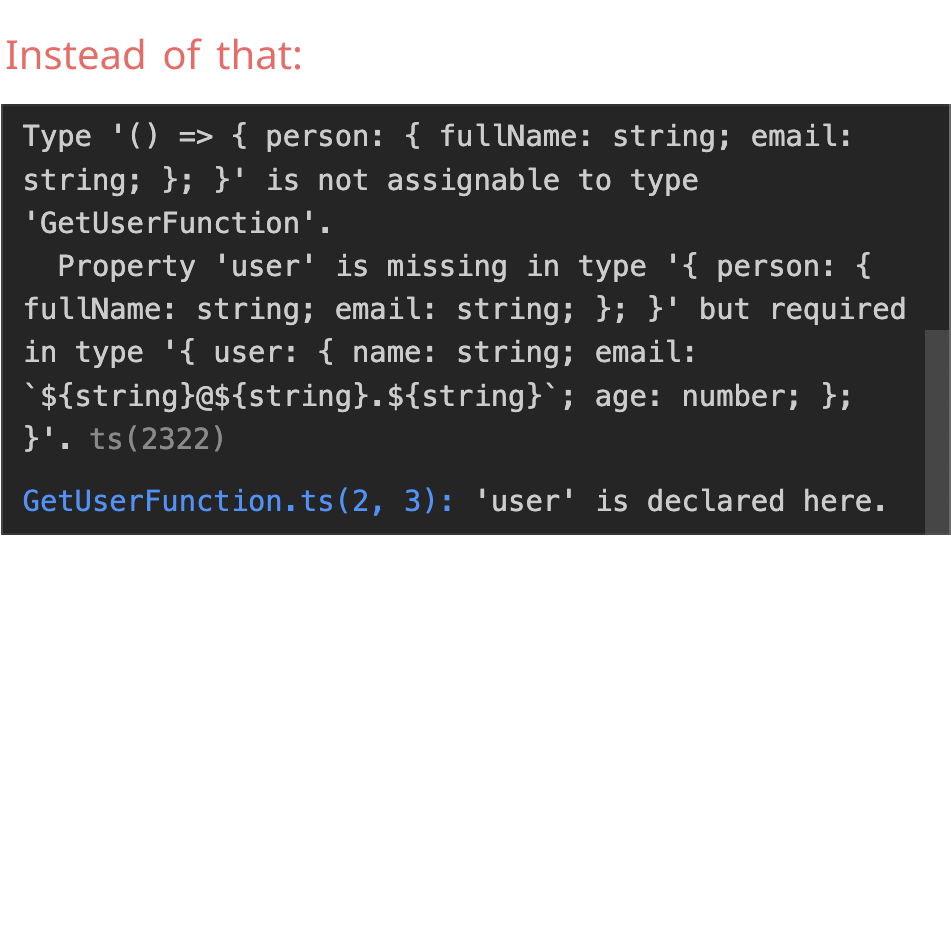 Instead of that:
Type '() => { person: { fullName: string; email:
string; }; }' is not assignable to type
'GetUserFunction'.
  Property 'user' is missing in type '{ person: {
fullName: string; email: string; }; }' but required
in type '{ user: { name: string; email:
`${string}@${string}.${string}`; age: number; };
}'. ts(2322)
GetUserFunction.ts(2, 3): 'user' is declared here.